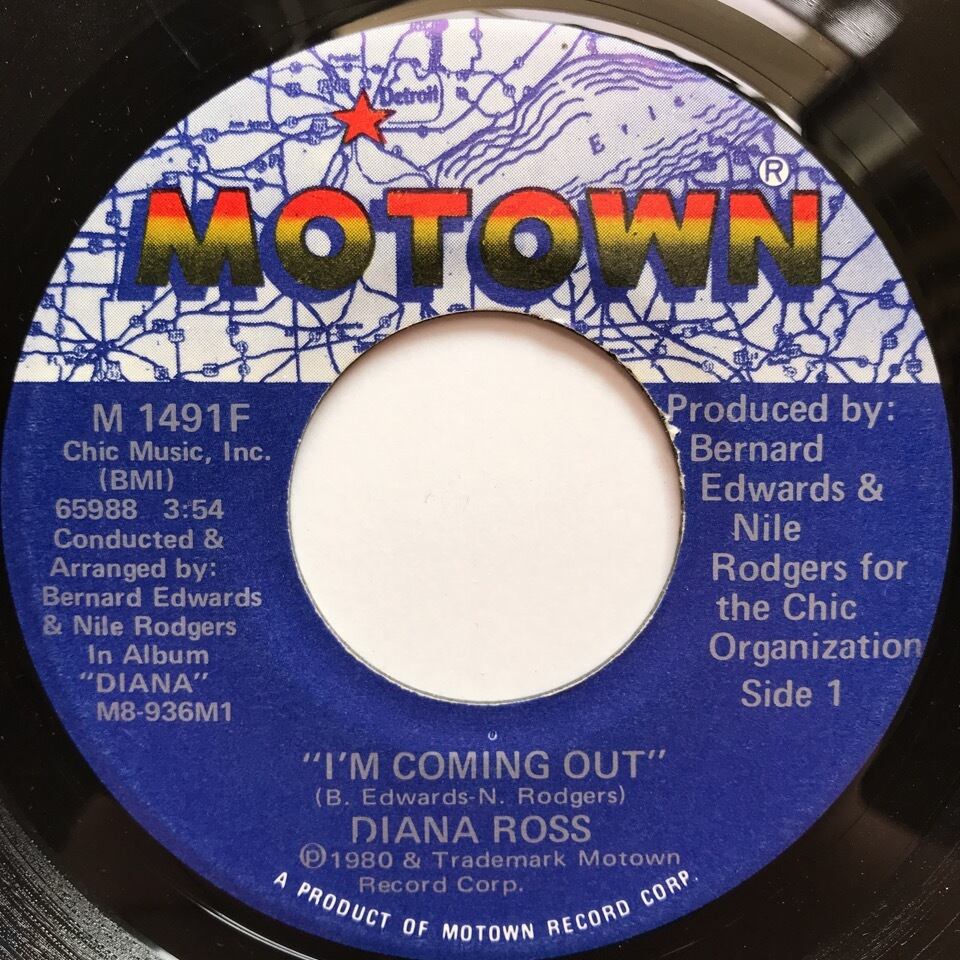 Detroit
Erie
MOTOWN®
M 1491F
Chic Music, Inc.
(BMI)
65988 3:54
Conducted &
Arranged by:
Bernard Edwards
& Nile Rodgers
In Album
"DIANA"
M8-936M1
Produced by:
Bernard
Edwards &
Nile
Rodgers for
the Chic
Organization
Side 1
"I'M COMING OUT"
(B. Edwards-N. Rodgers)
DIANA ROSS
℗1980 & Trademark Motown
Record Corp.
A PRODUCT OF MOTOWN RECORD CORP.